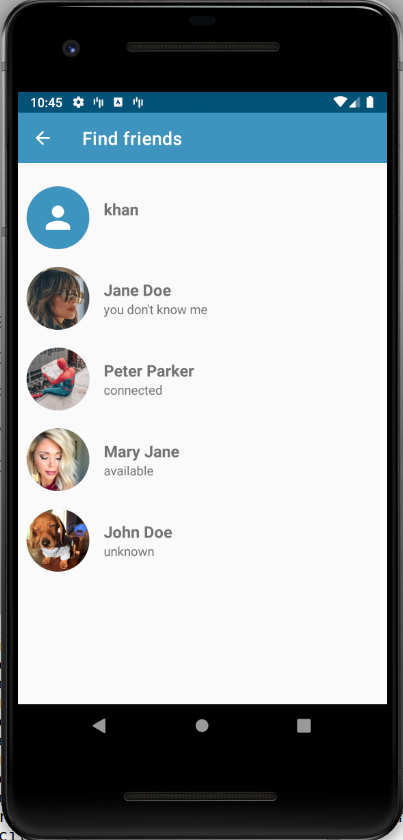 10:45
Find friends
khan
Jane Doe
you don't know me
Peter Parker
connected
Mary Jane
available
John Doe
unknown